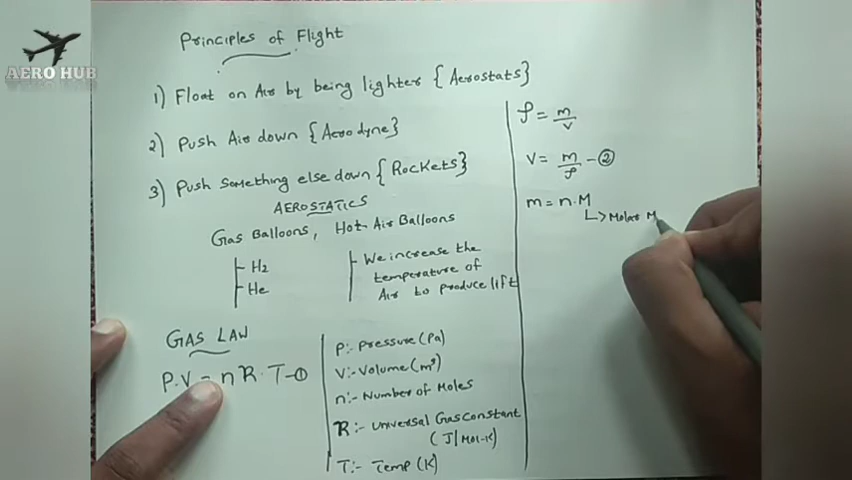 AERO HUB
Principles of Flight
1) Float on Air by being lighter { Aerostats}
2) Push Air down {Aerodyne}
3) Push Something else down { Rockets}
AEROSTATICS
Gas Balloons, Hot-Air Balloons
H2
He
We increase the
temperature of
Air to produce lift
GAS LAW
P.V = n R.T-①
P:- Pressure (Pa)
V:- Volume (m³)
n:- Number of Moles
R:- Universal Gas constant
(J/Mol-K)
T:- Temp (K)
ρ = m/v
V = m/ρ -②
m = n.M
↳ Molar M